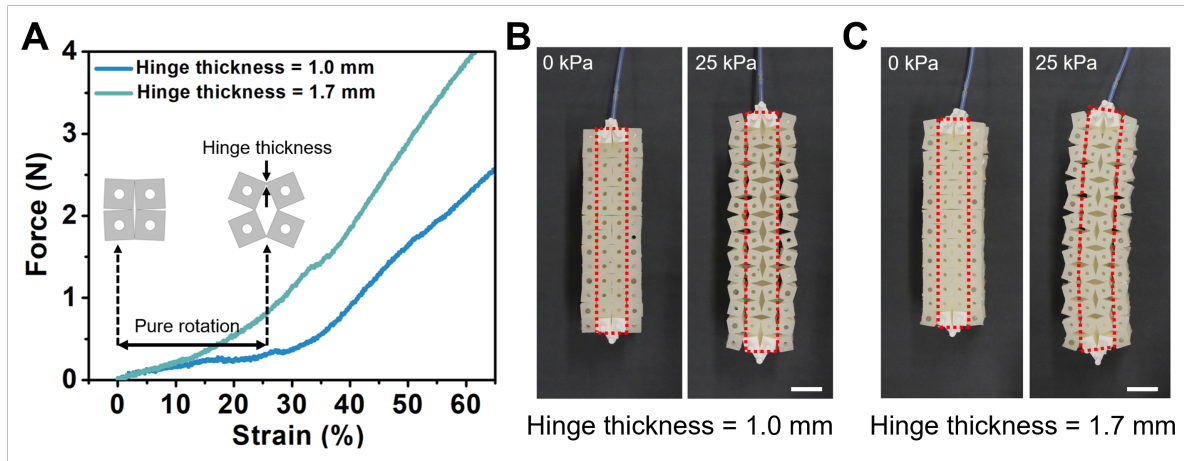 A
Force (N)
4
3
2
1
0
Hinge thickness = 1.0 mm
Hinge thickness = 1.7 mm
Hinge thickness
Pure rotation
0 10 20 30 40 50 60
Strain (%)
B
0 kPa
25 kPa
Hinge thickness = 1.0 mm
C
0 kPa
25 kPa
Hinge thickness = 1.7 mm